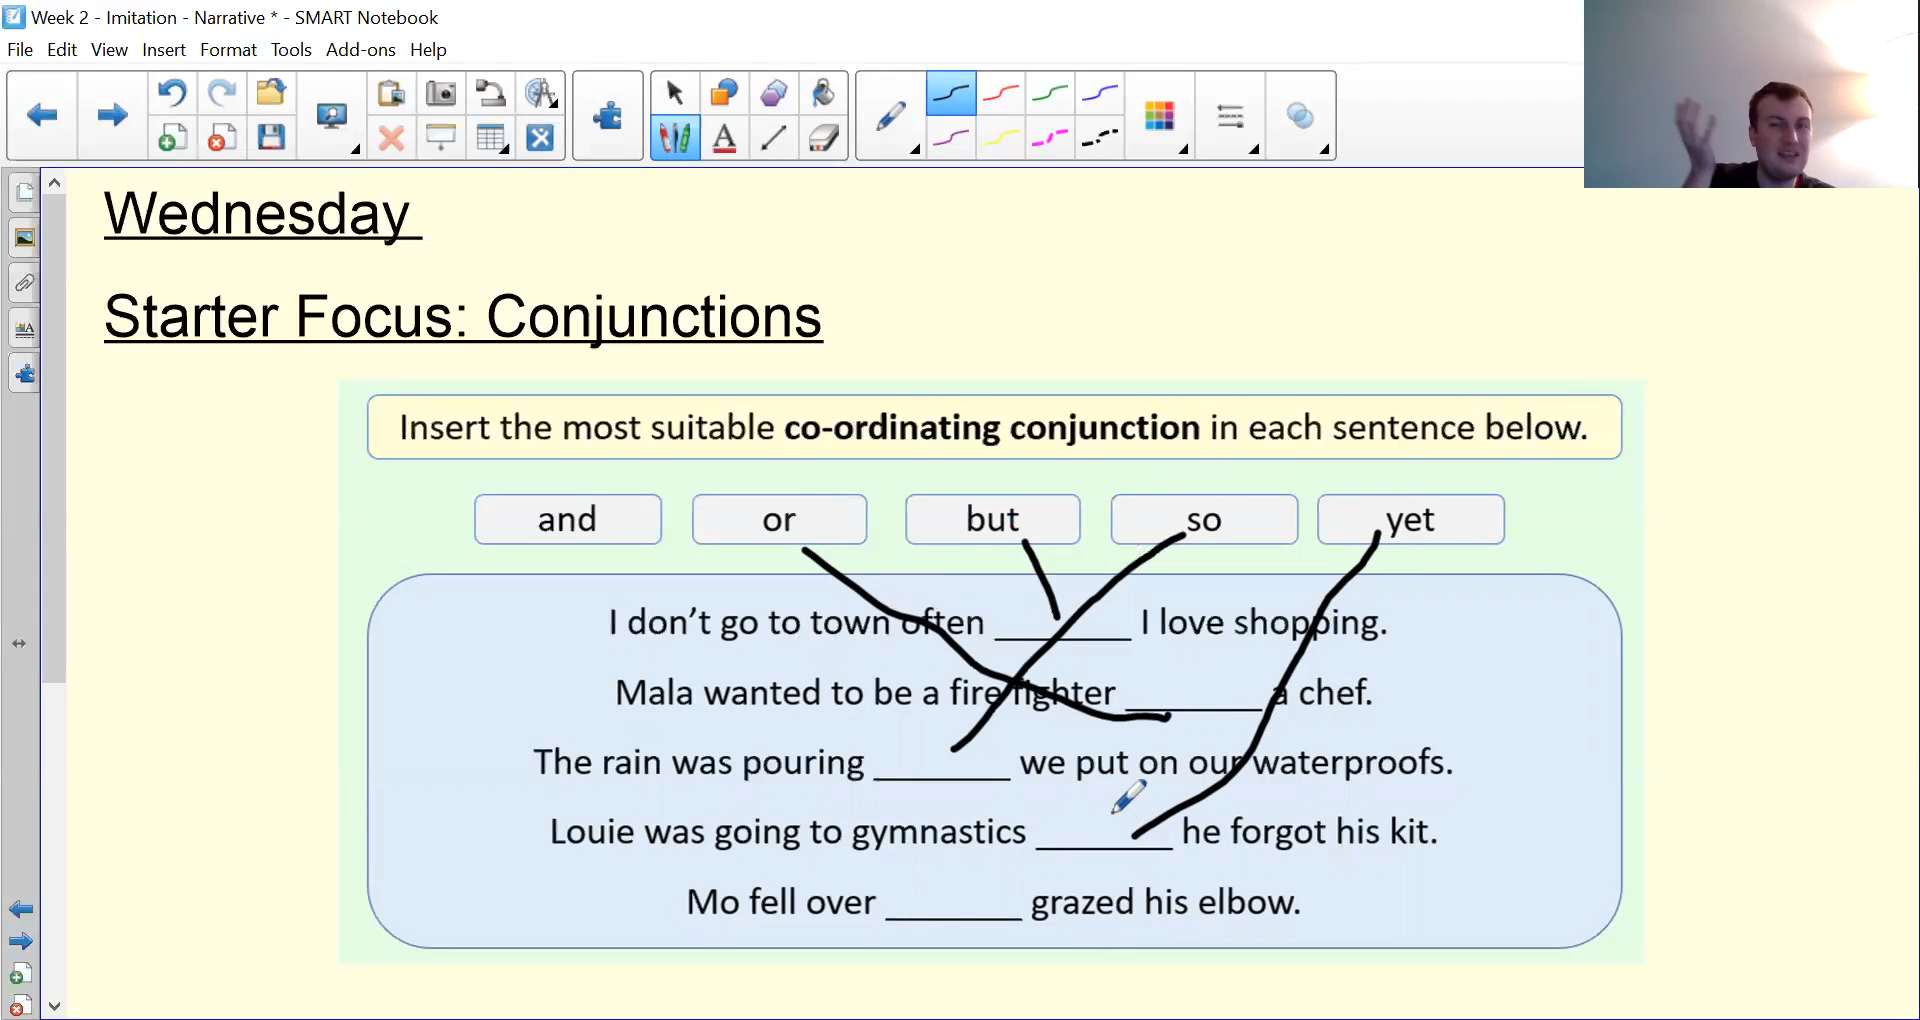 Week 2 - Imitation - Narrative * - SMART Notebook
File Edit View Insert Format Tools Add-ons Help
Wednesday
Starter Focus: Conjunctions
Insert the most suitable co-ordinating conjunction in each sentence below.
and or but so yet
I don’t go to town often ________ I love shopping.
Mala wanted to be a fire fighter ________ a chef.
The rain was pouring ________ we put on our waterproofs.
Louie was going to gymnastics ________ he forgot his kit.
Mo fell over ________ grazed his elbow.